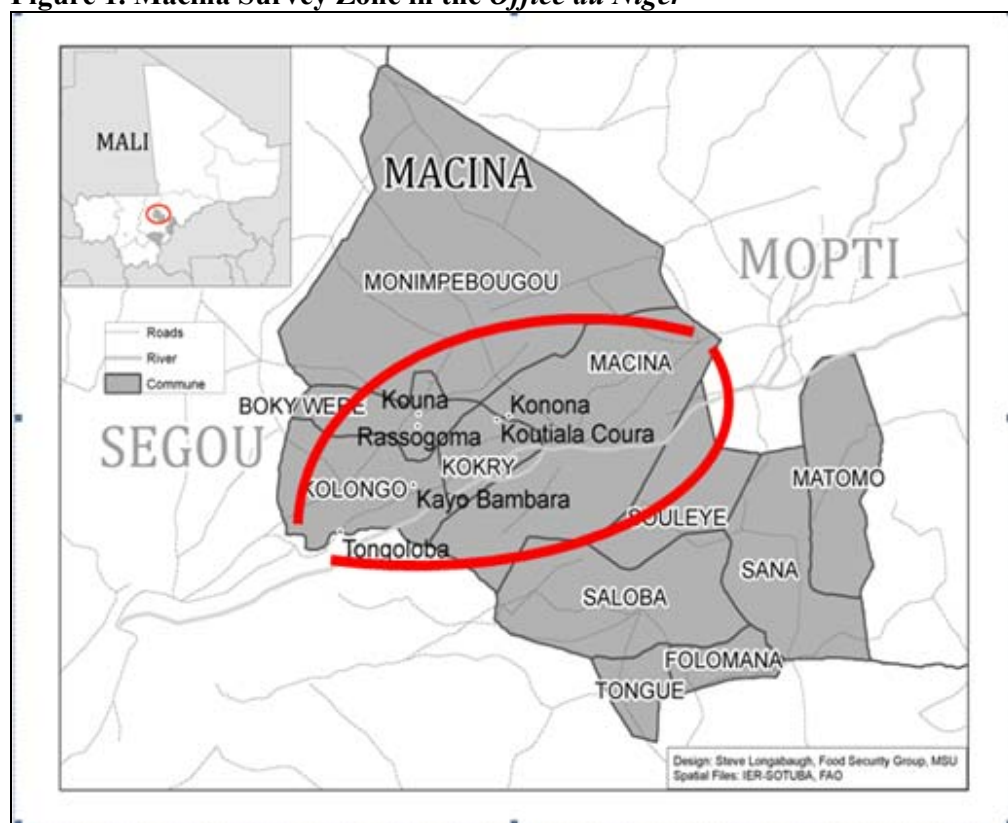 Figure 1. Macina Survey Zone in the Office du Niger
MALI
MACINA
MOPTI
MONIMPEBOUGOU
Roads
River
Commune
MACINA
BOKY WERE
Kouna
Konona
SEGOU
Rassogoma
Koutiala Coura
KOKRY
MATOMO
KOLONGO
Kayo Bambara
SOULEYE
Tongoloba
SANA
SALOBA
FOLOMANA
TONGUE
Design: Steve Longabaugh, Food Security Group, MSU
Spatial Files: IER-SOTUBA, FAO